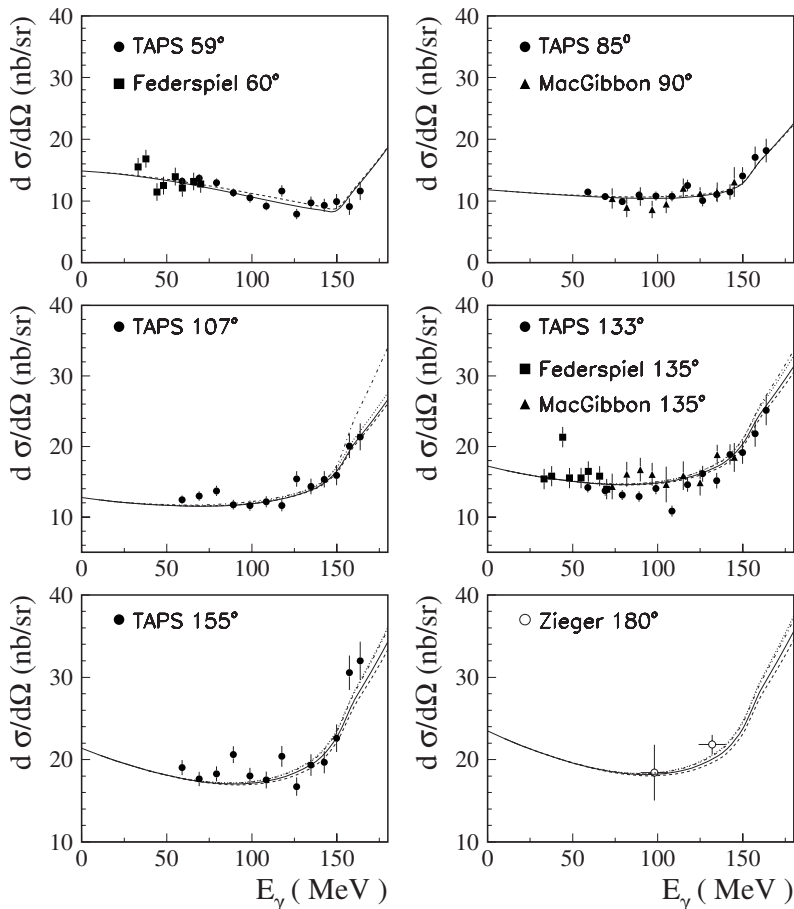 d σ/dΩ (nb/sr)
40
30
20
10
0
0 50 100 150
TAPS 59°
Federspiel 60°
d σ/dΩ (nb/sr)
40
30
20
10
0
0 50 100 150
TAPS 85°
MacGibbon 90°
d σ/dΩ (nb/sr)
40
30
20
10
0 50 100 150
TAPS 107°
d σ/dΩ (nb/sr)
40
30
20
10
0 50 100 150
TAPS 133°
Federspiel 135°
MacGibbon 135°
d σ/dΩ (nb/sr)
40
30
20
10
0 50 100 150
TAPS 155°
E_γ ( MeV )
d σ/dΩ (nb/sr)
40
30
20
10
0 50 100 150
Zieger 180°
E_γ ( MeV )